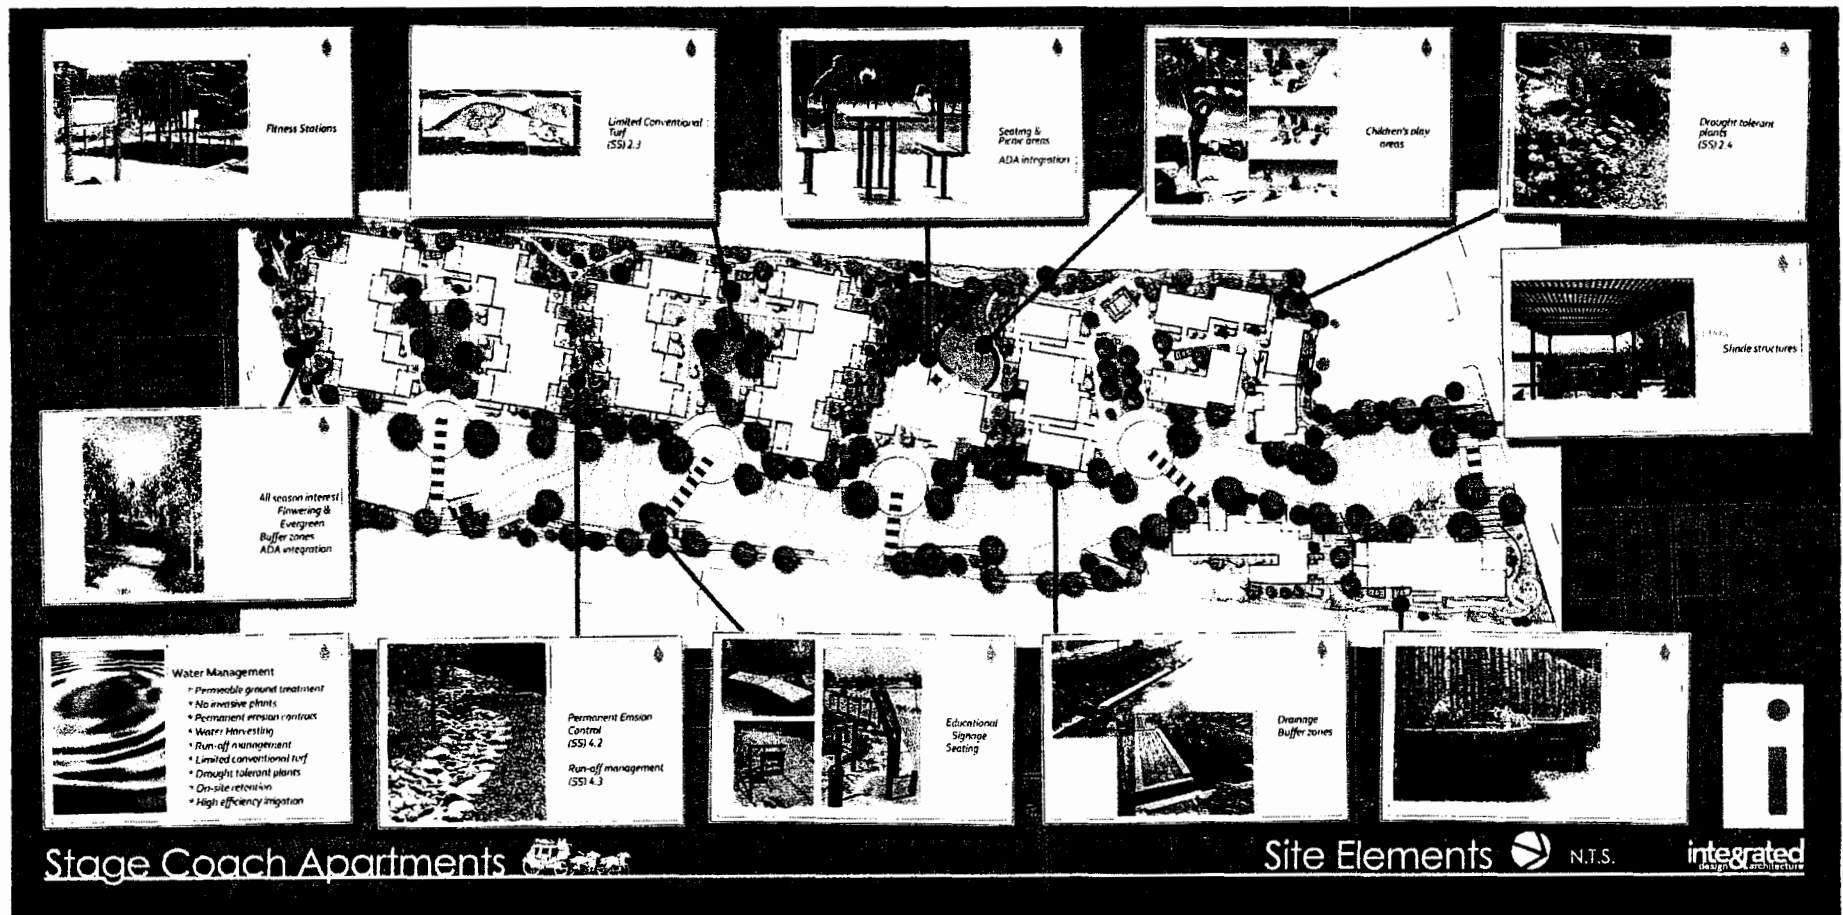 Fitness Stations
Limited Conventional
Turf
(SS) 2.3
Seating &
Picnic areas
ADA integration
Children's play
areas
Drought tolerant
plants
(SS) 2.4
Shade structures
All season interest
Flowering &
Evergreen
Buffer zones
ADA integration
Water Management
* Permeable ground treatment
* No invasive plants
* Permanent erosion controls
* Water Harvesting
* Run-off management
* Limited conventional turf
* Drought tolerant plants
* On-site retention
* High efficiency irrigation
Permanent Erosion
Control
(SS) 4.2
Run-off management
(SS) 4.3
Educational
Signage
Seating
Drainage
Buffer zones
Stage Coach Apartments
Site Elements
N.T.S.
integrated
design & architecture